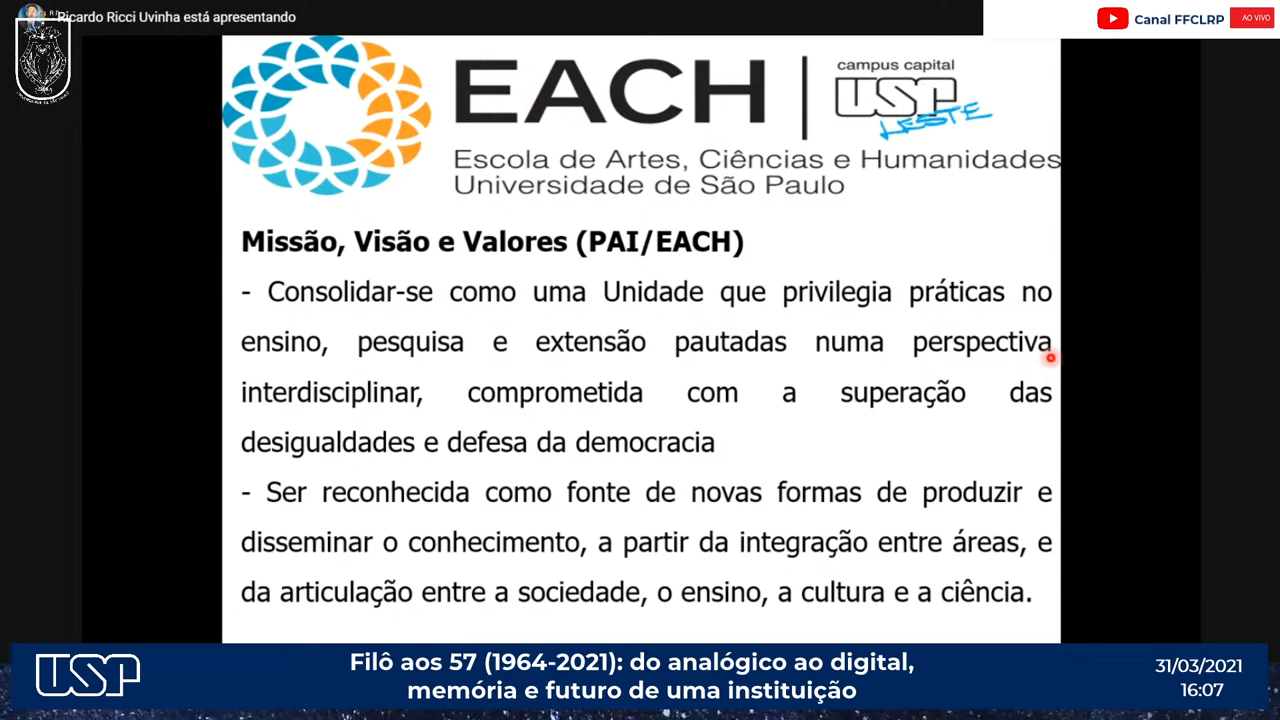 Ricardo Ricci Uvinha está apresentando
Canal FFCLRP
AO VIVO
EACH
campus capital
USP
LESTE
Escola de Artes, Ciências e Humanidades
Universidade de São Paulo
Missão, Visão e Valores (PAI/EACH)
- Consolidar-se como uma Unidade que privilegia práticas no
ensino, pesquisa e extensão pautadas numa perspectiva
interdisciplinar, comprometida com a superação das
desigualdades e defesa da democracia
- Ser reconhecida como fonte de novas formas de produzir e
disseminar o conhecimento, a partir da integração entre áreas, e
da articulação entre a sociedade, o ensino, a cultura e a ciência.
USP
Filô aos 57 (1964-2021): do analógico ao digital,
memória e futuro de uma instituição
31/03/2021
16:07